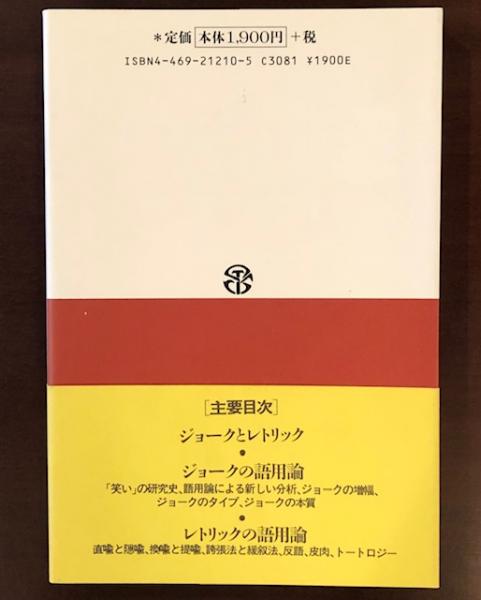 ＊定価 本体1,900円 +税
ISBN4-469-21210-5 C3081 ¥1900E
[主要目次]
ジョークとレトリック
●
ジョークの語用論
「笑い」の研究史、語用論による新しい分析、ジョークの増幅、
ジョークのタイプ、ジョークの本質
●
レトリックの語用論
直喩と隠喩、換喩と提喩、誇張法と緩叙法、反語、皮肉、トートロジー